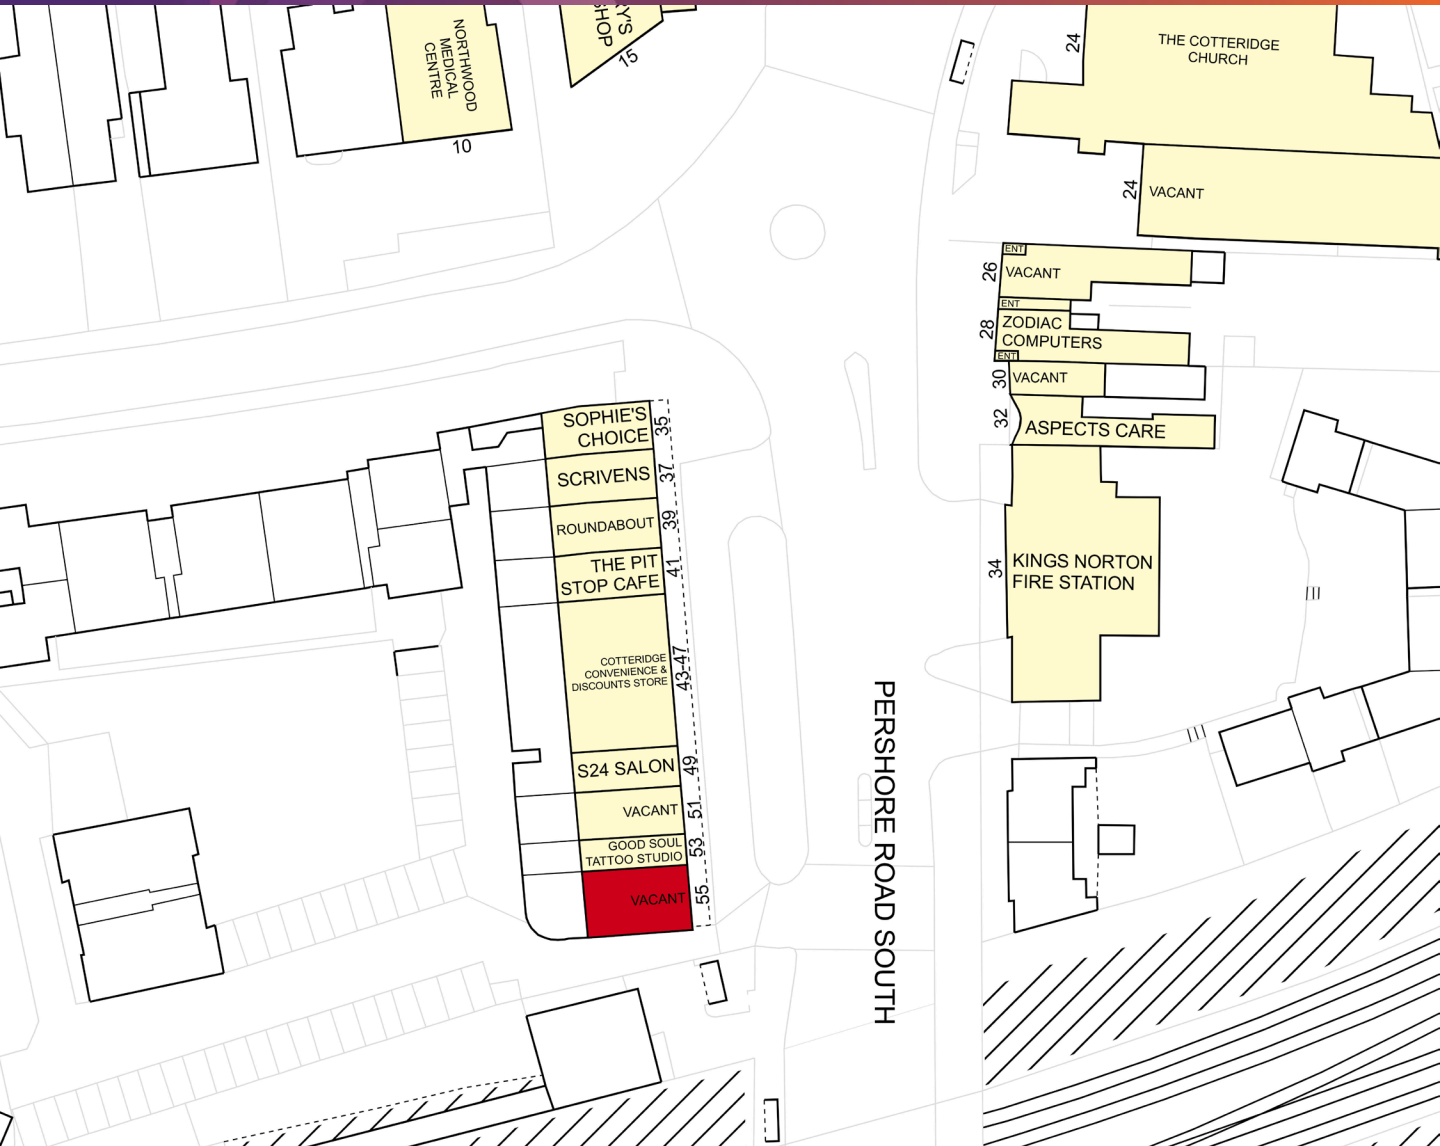 NORTHWOOD
MEDICAL
CENTRE
10
RY'S
SHOP
15
24
THE COTTERIDGE
CHURCH
24
VACANT
ENT
26
VACANT
ENT
28
ZODIAC
COMPUTERS
ENT
30
VACANT
32
ASPECTS CARE
34
KINGS NORTON
FIRE STATION
SOPHIE'S
CHOICE
35
SCRIVENS
37
ROUNDABOUT
39
THE PIT
STOP CAFE
41
COTTERIDGE
CONVENIENCE &
DISCOUNTS STORE
43-47
S24 SALON
49
VACANT
51
GOOD SOUL
TATTOO STUDIO
53
VACANT
55
PERSHORE ROAD SOUTH